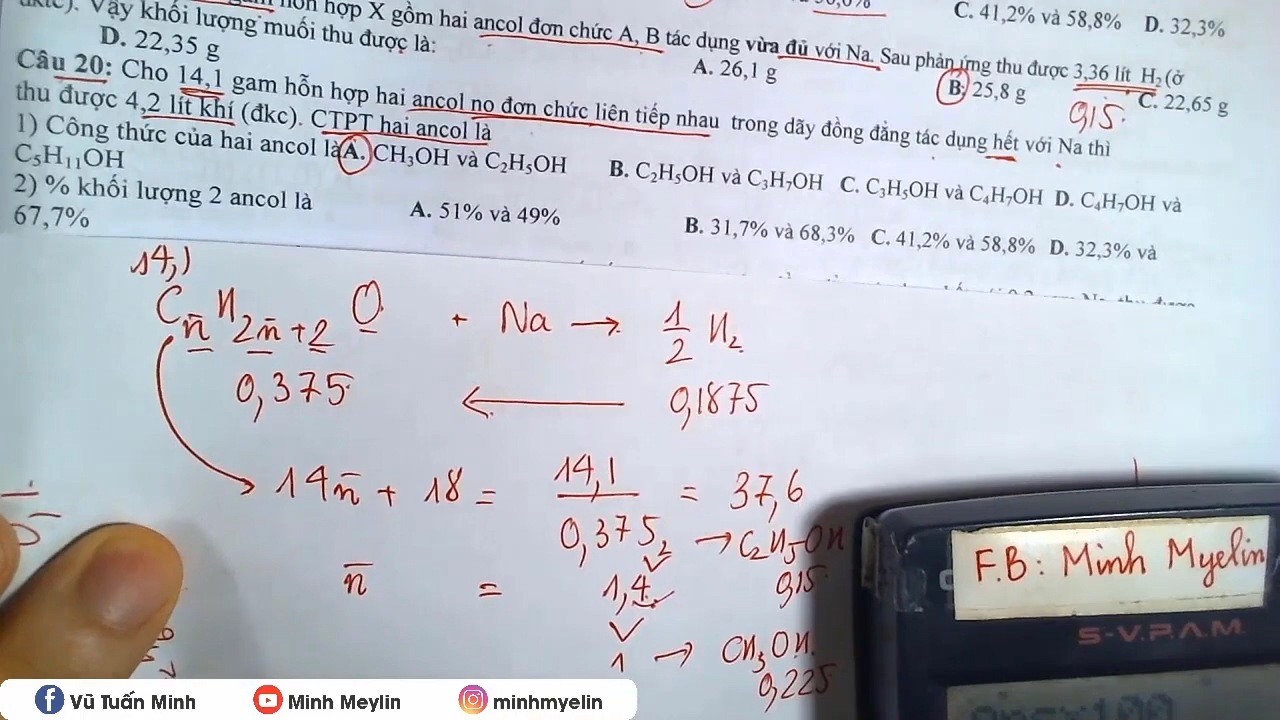 C. 41,2% và 58,8% D. 32,3%
hỗn hợp X gồm hai ancol đơn chức A, B tác dụng vừa đủ với Na. Sau phản ứng thu được 3,36 lít H₂(ở
Vậy khối lượng muối thu được là: A. 26,1 g B. 25,8 g C. 22,65 g
D. 22,35 g
0,15.
Câu 20: Cho 14,1 gam hỗn hợp hai ancol no đơn chức liên tiếp nhau trong dãy đồng đẳng tác dụng hết với Na thì
thu được 4,2 lít khí (đkc). CTPT hai ancol là
1) Công thức của hai ancol là A. CH₃OH và C₂H₅OH B. C₂H₅OH và C₃H₇OH C. C₃H₅OH và C₄H₇OH D. C₄H₇OH và
C₅H₁₁OH
2) % khối lượng 2 ancol là A. 51% và 49% B. 31,7% và 68,3% C. 41,2% và 58,8% D. 32,3% và
67,7%
14,1
Cn̄H2n̄+2O + Na → 1/2 H₂
0,375 ← 0,1875
14n̄ + 18 = 14,1/0,375 = 37,6
2 → C₂H₅OH
n̄ = 1,4 0,15
1 → CH₃OH
0,225
F.B: Minh Myelin
S-V.P.A.M.
Vũ Tuấn Minh Minh Meylin minhmyelin